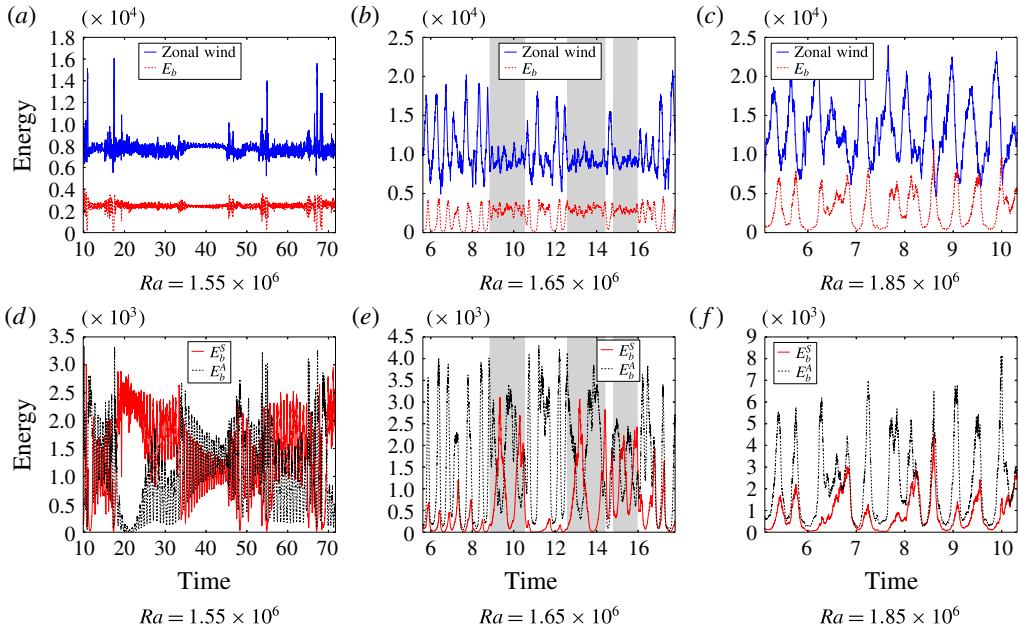 (a) (× 10⁴) (b) (× 10⁴) (c) (× 10⁴)
1.8
1.6
1.4
1.2
1.0
0.8
0.6
0.4
0.2
0
Energy
Zonal wind
E_b
10 20 30 40 50 60 70
Ra = 1.55 × 10⁶
2.5
2.0
1.5
1.0
0.5
0
Zonal wind
E_b
6 8 10 12 14 16
Ra = 1.65 × 10⁶
2.5
2.0
1.5
1.0
0.5
0
Zonal wind
E_b
6 7 8 9 10
Ra = 1.85 × 10⁶
(d) (× 10³) (e) (× 10³) (f) (× 10³)
3.5
3.0
2.5
2.0
1.5
1.0
0.5
0
Energy
E_b^S
E_b^A
10 20 30 40 50 60 70
Time
Ra = 1.55 × 10⁶
4.5
4.0
3.5
3.0
2.5
2.0
1.5
1.0
0.5
0
E_b^S
E_b^A
6 8 10 12 14 16
Time
Ra = 1.65 × 10⁶
9
8
7
6
5
4
3
2
1
0
E_b^S
E_b^A
6 7 8 9 10
Time
Ra = 1.85 × 10⁶